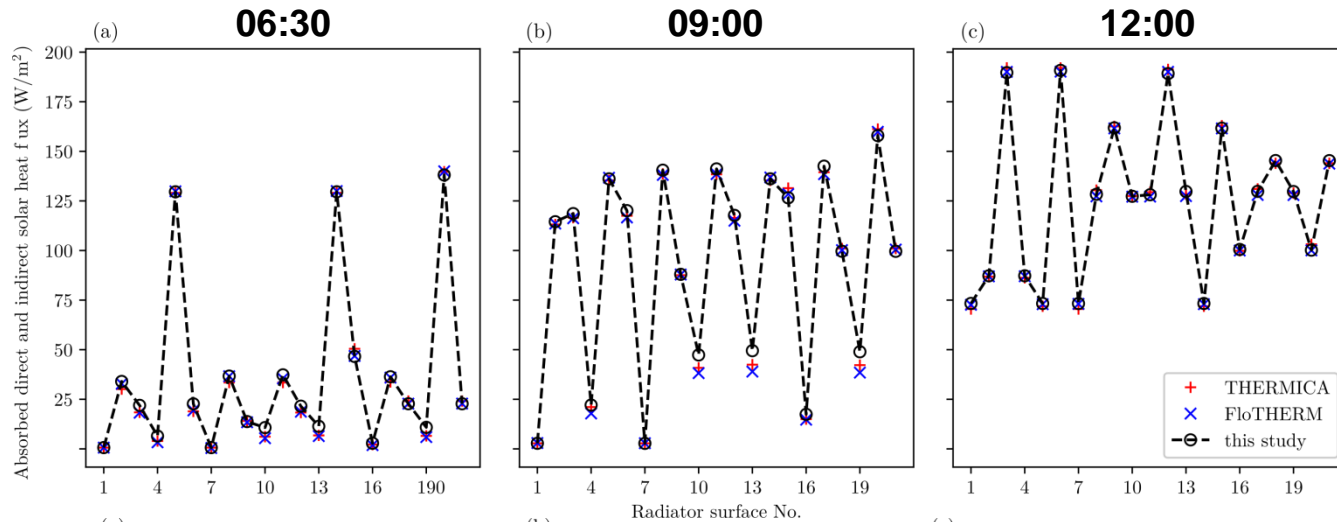 (a) 06:30
(b) 09:00
(c) 12:00
Absorbed direct and indirect solar heat f ux (W/m²)
200
175
150
125
100
75
50
25
THERMICA
FloTHERM
this study
1 4 7 10 13 16 190
1 4 7 10 13 16 19
1 4 7 10 13 16 19
Radiator surface No.